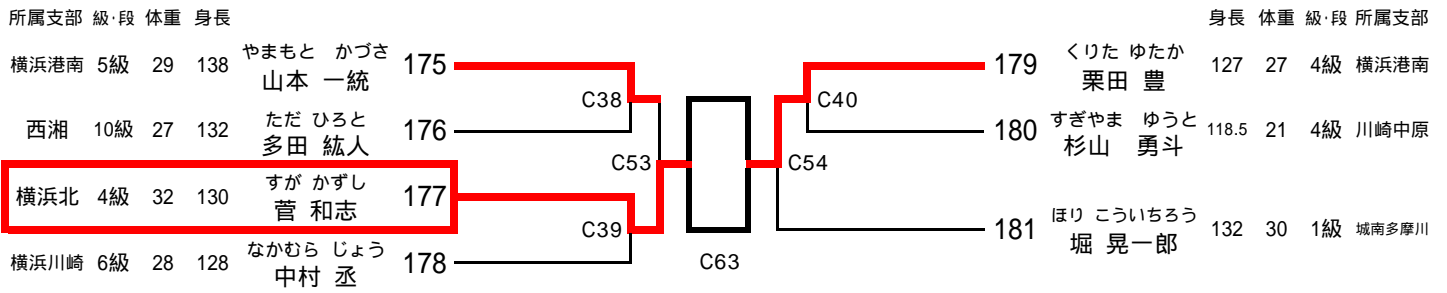 所属支部 級・段 体重 身長
身長 体重 級・段 所属支部
横浜港南 5級 29 138 やまもと かづさ 山本 一統 175
C38
西湘 10級 27 132 ただ ひろと 多田 紘人 176
C53
横浜北 4級 32 130 すが かずし 菅 和志 177
C39
横浜川崎 6級 28 128 なかむら じょう 中村 丞 178
C63
179 くりた ゆたか 栗田 豊 127 27 4級 横浜港南
C40
180 すぎやま ゆうと 杉山 勇斗 118.5 21 4級 川崎中原
C54
181 ほり こういちろう 堀 晃一郎 132 30 1級 城南多摩川